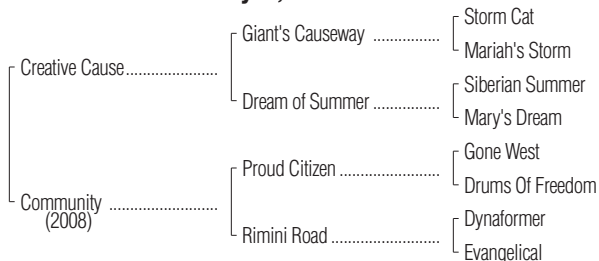 Storm Cat
Giant's Causeway ................
Mariah's Storm
Creative Cause......................
Siberian Summer
Dream of Summer ................
Mary's Dream
Gone West
Proud Citizen ........................
Drums Of Freedom
Community ..........................
(2008)
Dynaformer
Rimini Road ..........................
Evangelical